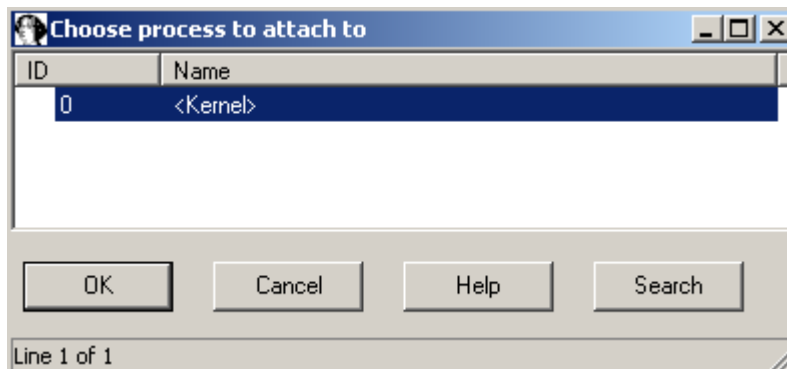 Choose process to attach to
ID Name
0 <Kernel>
OK Cancel Help Search
Line 1 of 1